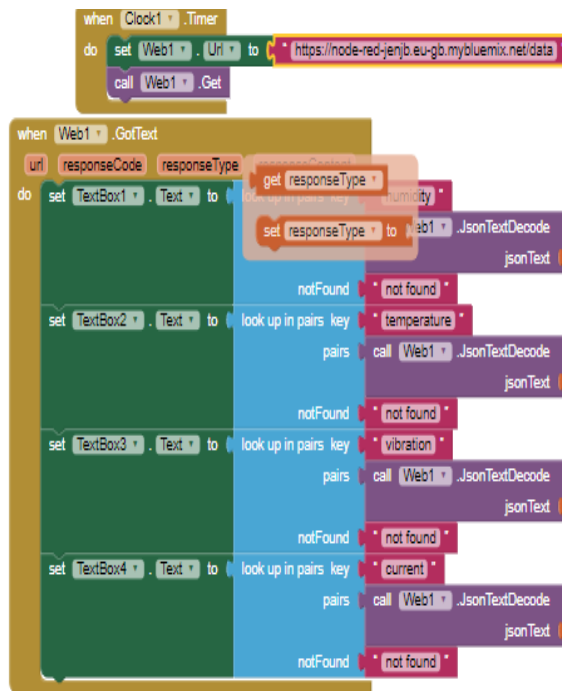 when Clock1 .Timer
do set Web1 . Url to " https://node-red-jenjb.eu-gb.mybluemix.net/data "
call Web1 .Get
when Web1 .GotText
url responseCode responseType
get responseType
do set TextBox1 . Text to look up in pairs key " humidity "
set responseType to
.JsonTextDecode
jsonText
notFound " not found "
set TextBox2 . Text to look up in pairs key " temperature "
pairs call Web1 .JsonTextDecode
jsonText
notFound " not found "
set TextBox3 . Text to look up in pairs key " vibration "
pairs call Web1 .JsonTextDecode
jsonText
notFound " not found "
set TextBox4 . Text to look up in pairs key " current "
pairs call Web1 .JsonTextDecode
jsonText
notFound " not found "